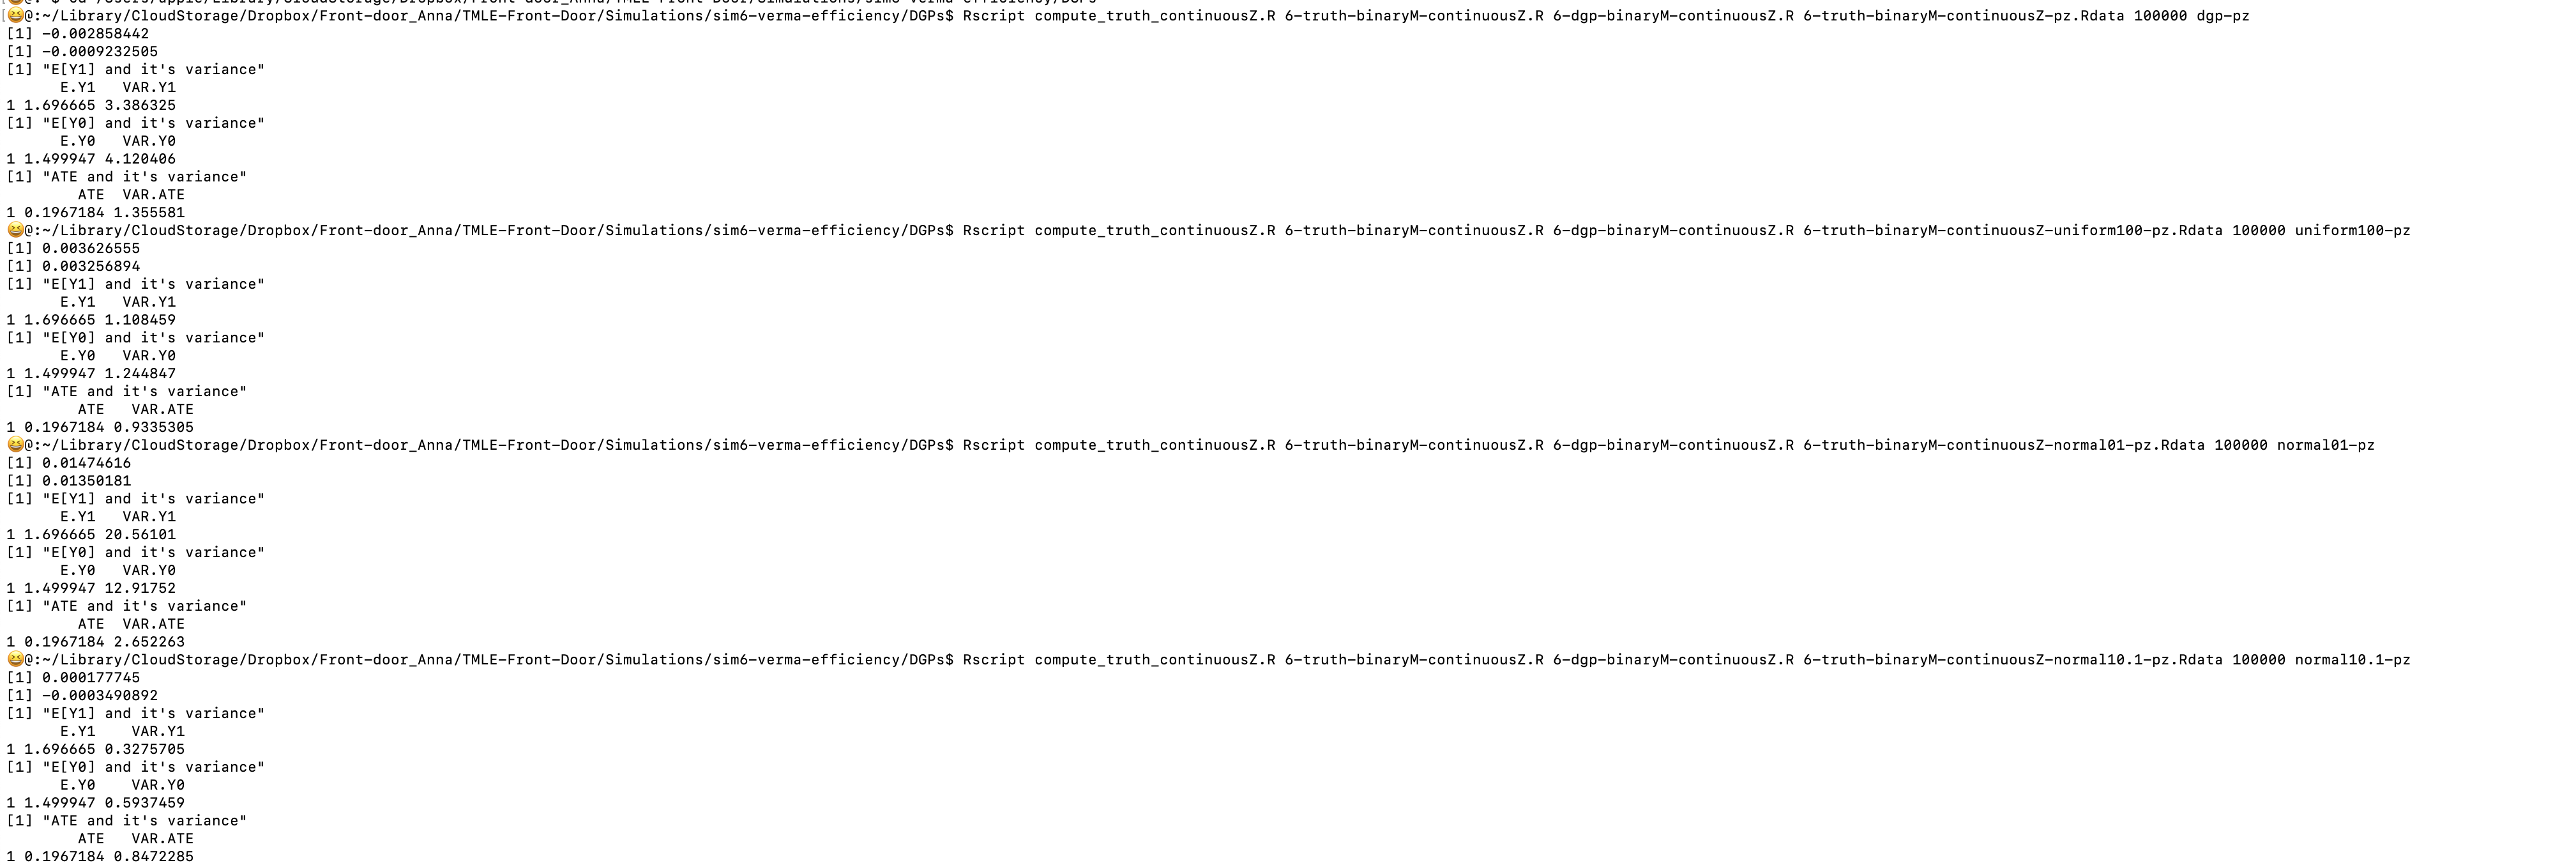 😆@:~/Library/CloudStorage/Dropbox/Front-door_Anna/TMLE-Front-Door/Simulations/sim6-verma-efficiency/DGPs$ Rscript compute_truth_continuousZ.R 6-truth-binaryM-continuousZ.R 6-dgp-binaryM-continuousZ.R 6-truth-binaryM-continuousZ-pz.Rdata 100000 dgp-pz
[1] -0.002858442
[1] -0.0009232505
[1] "E[Y1] and it's variance"
E.Y1 VAR.Y1
1 1.696665 3.386325
[1] "E[Y0] and it's variance"
E.Y0 VAR.Y0
1 1.499947 4.120406
[1] "ATE and it's variance"
ATE VAR.ATE
1 0.1967184 1.355581
😆@:~/Library/CloudStorage/Dropbox/Front-door_Anna/TMLE-Front-Door/Simulations/sim6-verma-efficiency/DGPs$ Rscript compute_truth_continuousZ.R 6-truth-binaryM-continuousZ.R 6-dgp-binaryM-continuousZ.R 6-truth-binaryM-continuousZ-uniform100-pz.Rdata 100000 uniform100-pz
[1] 0.003626555
[1] 0.003256894
[1] "E[Y1] and it's variance"
E.Y1 VAR.Y1
1 1.696665 1.108459
[1] "E[Y0] and it's variance"
E.Y0 VAR.Y0
1 1.499947 1.244847
[1] "ATE and it's variance"
ATE VAR.ATE
1 0.1967184 0.9335305
😆@:~/Library/CloudStorage/Dropbox/Front-door_Anna/TMLE-Front-Door/Simulations/sim6-verma-efficiency/DGPs$ Rscript compute_truth_continuousZ.R 6-truth-binaryM-continuousZ.R 6-dgp-binaryM-continuousZ.R 6-truth-binaryM-continuousZ-normal01-pz.Rdata 100000 normal01-pz
[1] 0.01474616
[1] 0.01350181
[1] "E[Y1] and it's variance"
E.Y1 VAR.Y1
1 1.696665 20.56101
[1] "E[Y0] and it's variance"
E.Y0 VAR.Y0
1 1.499947 12.91752
[1] "ATE and it's variance"
ATE VAR.ATE
1 0.1967184 2.652263
😆@:~/Library/CloudStorage/Dropbox/Front-door_Anna/TMLE-Front-Door/Simulations/sim6-verma-efficiency/DGPs$ Rscript compute_truth_continuousZ.R 6-truth-binaryM-continuousZ.R 6-dgp-binaryM-continuousZ.R 6-truth-binaryM-continuousZ-normal10.1-pz.Rdata 100000 normal10.1-pz
[1] 0.000177745
[1] -0.0003490892
[1] "E[Y1] and it's variance"
E.Y1 VAR.Y1
1 1.696665 0.3275705
[1] "E[Y0] and it's variance"
E.Y0 VAR.Y0
1 1.499947 0.5937459
[1] "ATE and it's variance"
ATE VAR.ATE
1 0.1967184 0.8472285